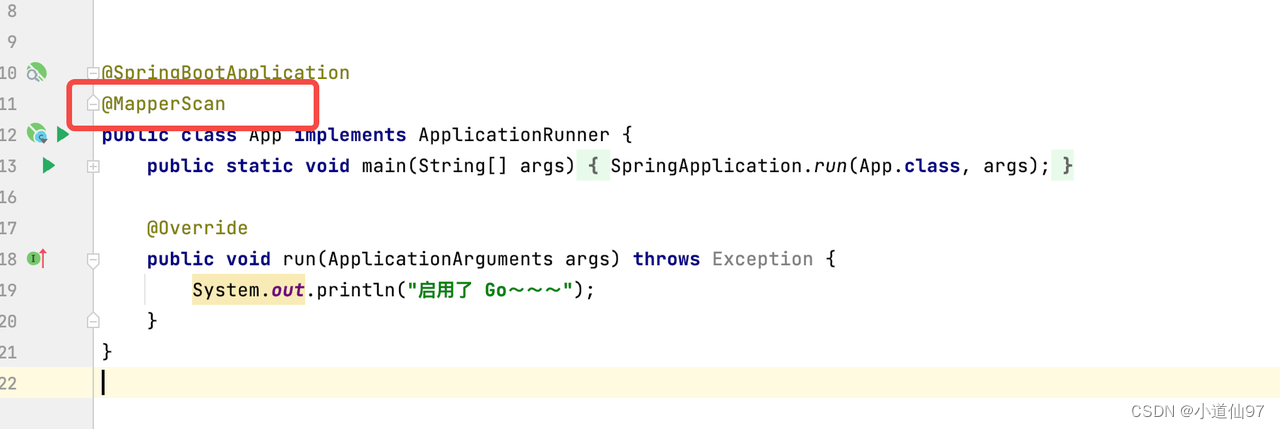 8
9
10 @SpringBootApplication
11 @MapperScan
12 public class App implements ApplicationRunner {
13 public static void main(String[] args) { SpringApplication.run(App.class, args); }
16
17 @Override
18 public void run(ApplicationArguments args) throws Exception {
19 System.out.println("启用了 Go～～～");
20 }
21 }
22
CSDN @小道仙97